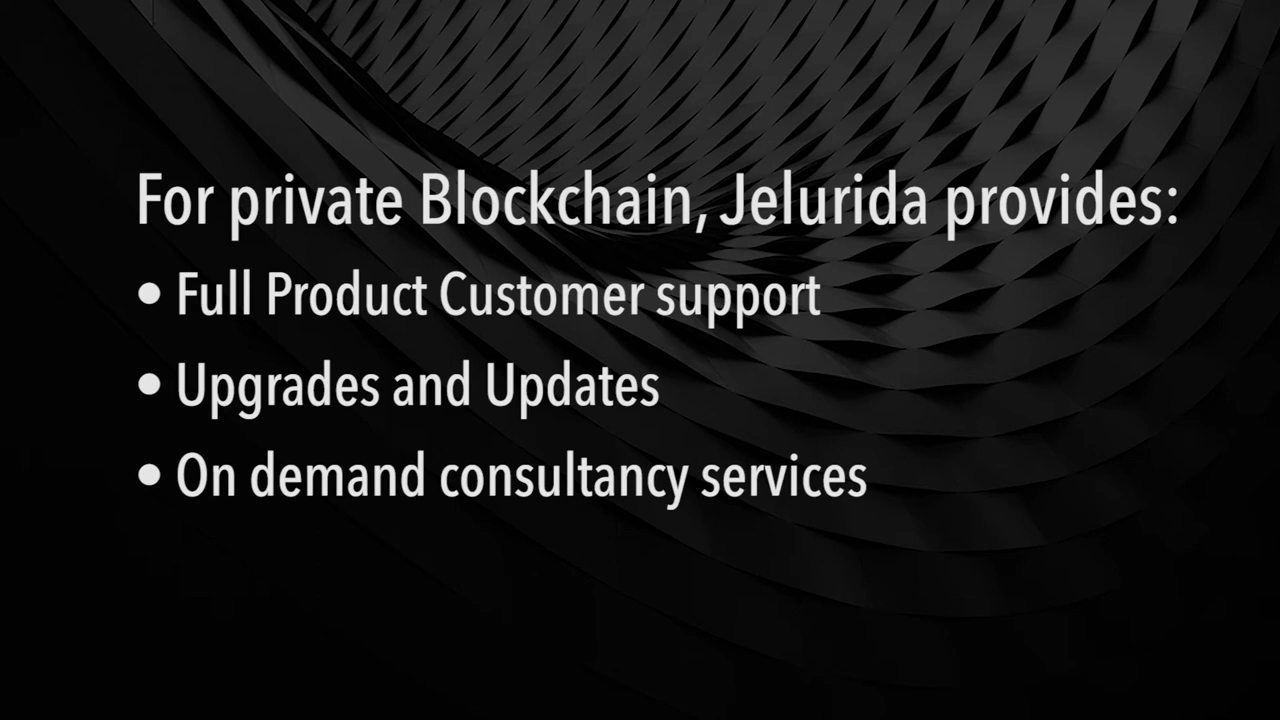 For private Blockchain, Jelurida provides:
• Full Product Customer support
• Upgrades and Updates
• On demand consultancy services